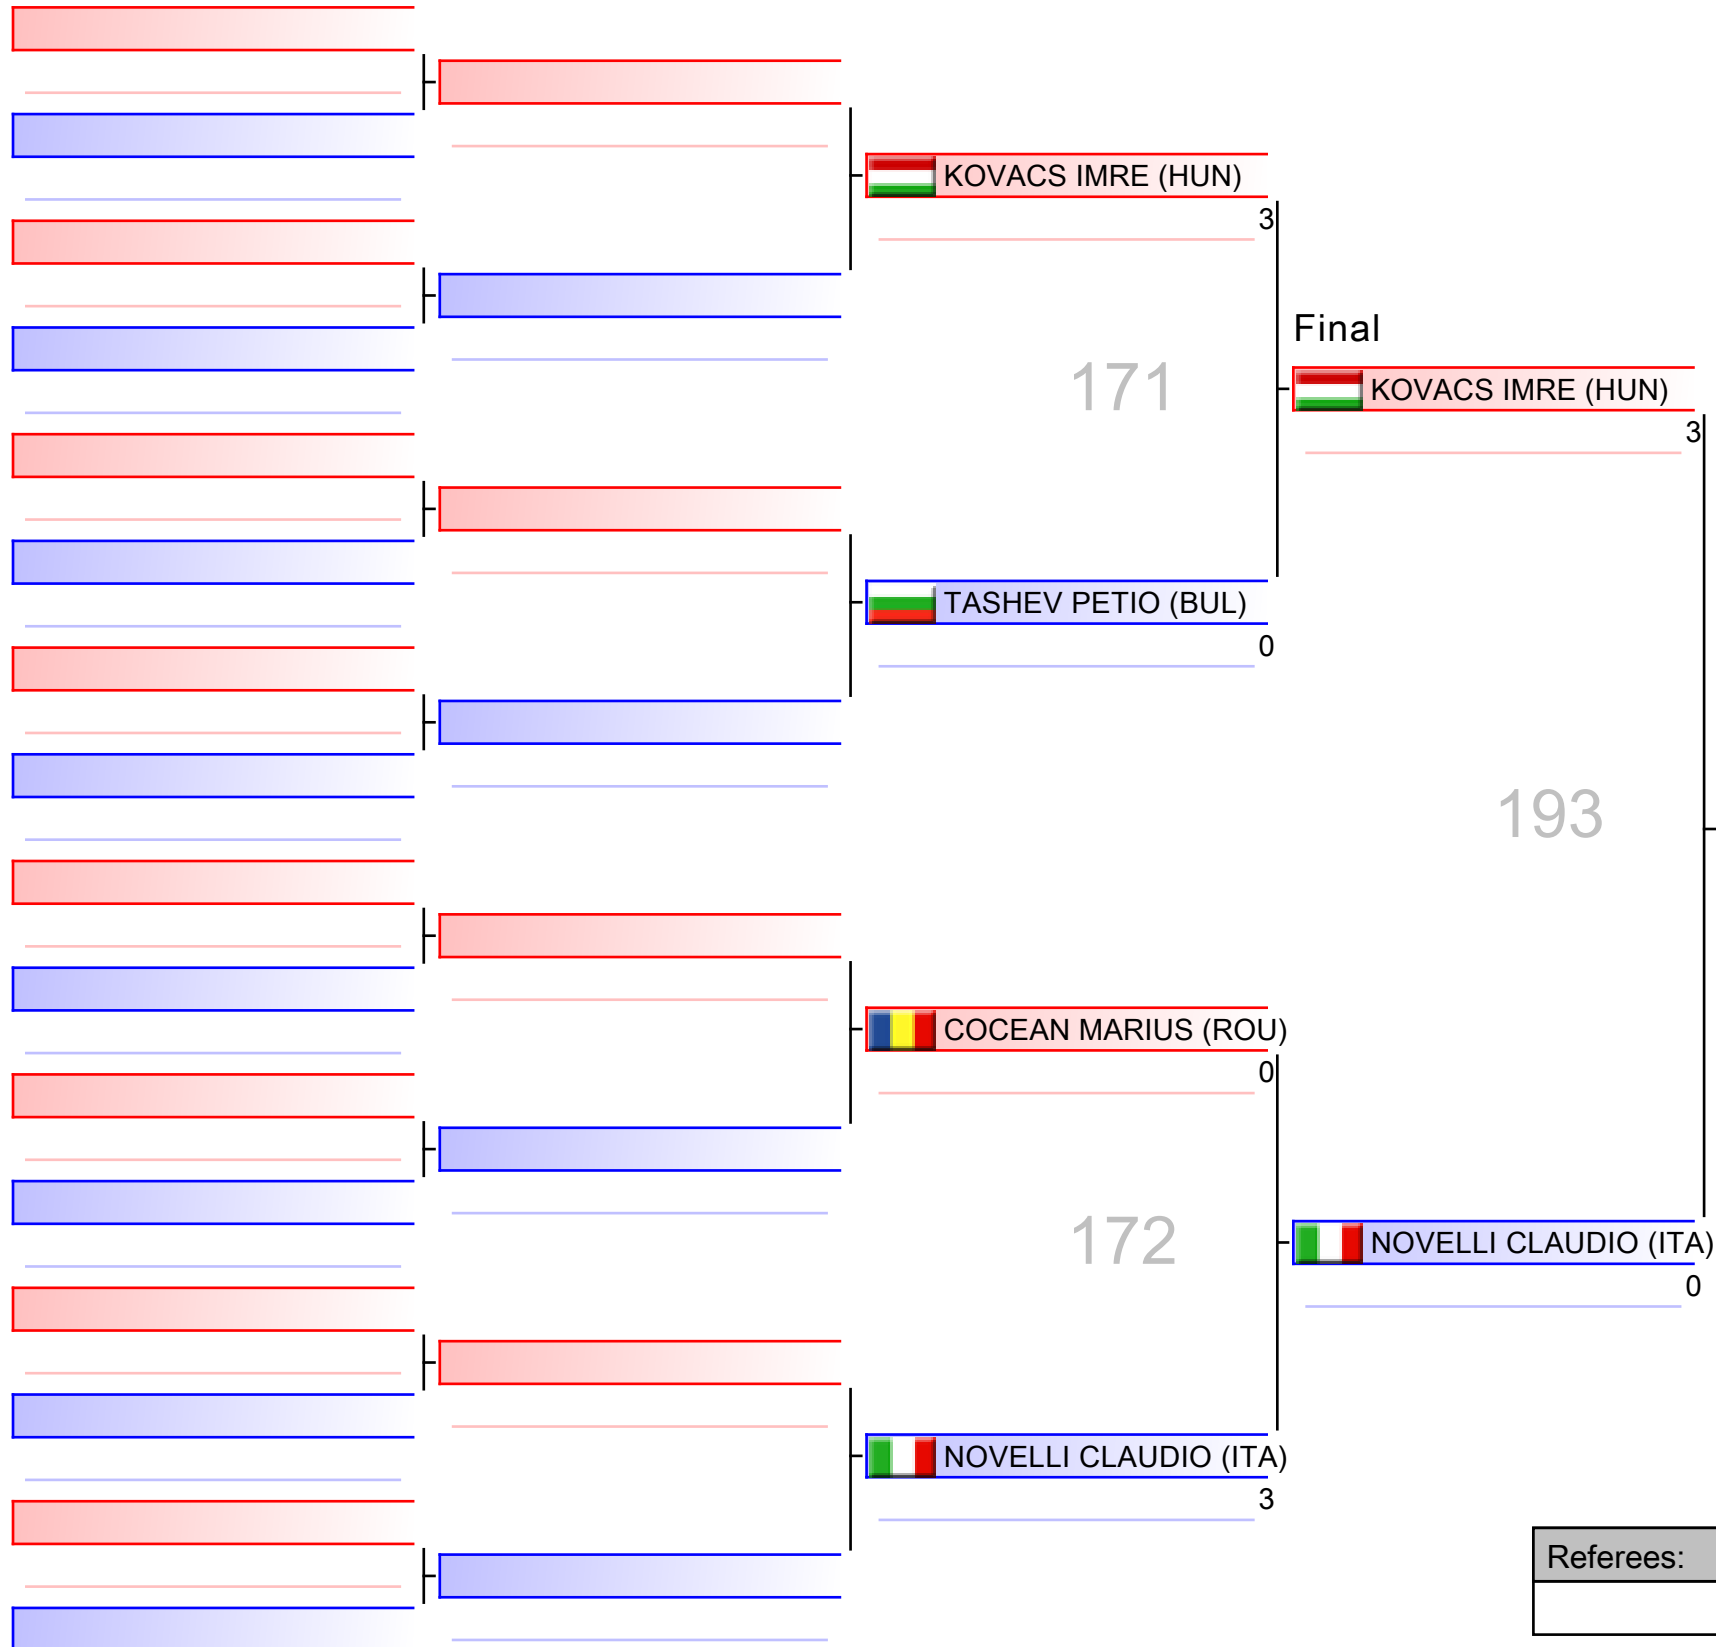 KOVACS IMRE (HUN)
3
171
TASHEV PETIO (BUL)
0
COCEAN MARIUS (ROU)
0
172
NOVELLI CLAUDIO (ITA)
3
Final
KOVACS IMRE (HUN)
3
193
NOVELLI CLAUDIO (ITA)
0
Referees: